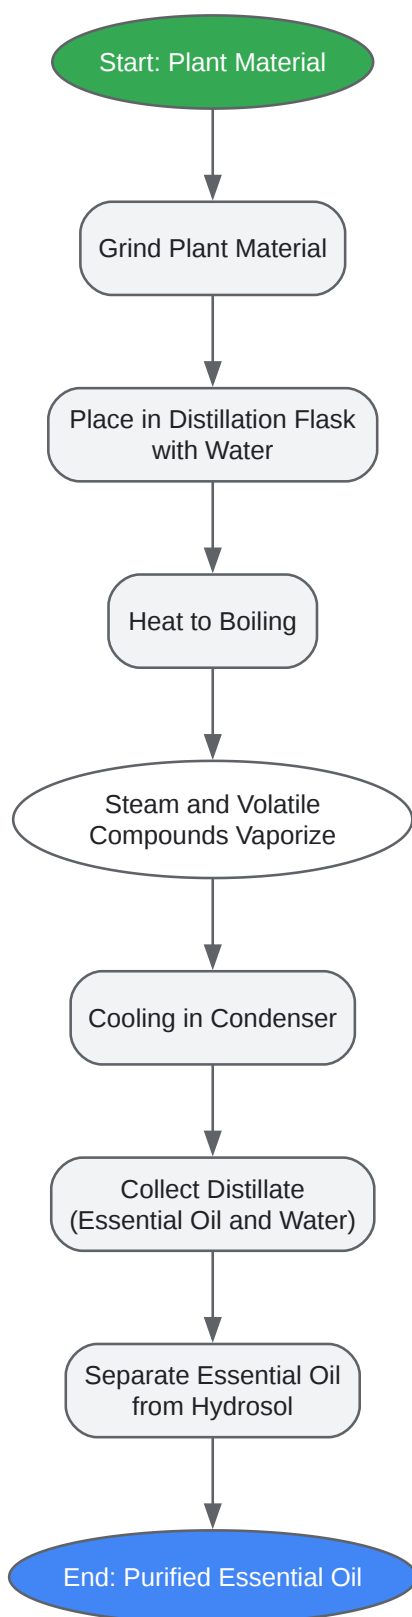 Start: Plant Material
Grind Plant Material
Place in Distillation Flask
with Water
Heat to Boiling
Steam and Volatile
Compounds Vaporize
Cooling in Condenser
Collect Distillate
(Essential Oil and Water)
Separate Essential Oil
from Hydrosol
End: Purified Essential Oil